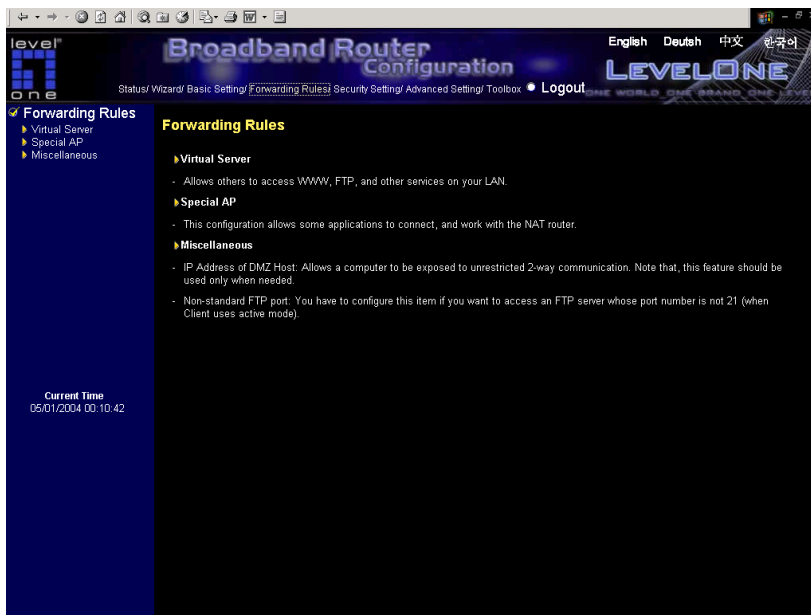 level"
one
Broadband Router
Configuration
English Deutsh 中文 한국어
LEVELONE
ONE WORLD_ONE BRAND_ONE LEVEL
Status/ Wizard/ Basic Setting/ Forwarding Rules/ Security Setting/ Advanced Setting/ Toolbox Logout
Forwarding Rules
Virtual Server
Special AP
Miscellaneous
Current Time
05/01/2004 00:10:42
Forwarding Rules
Virtual Server
- Allows others to access WWW, FTP, and other services on your LAN.
Special AP
- This configuration allows some applications to connect, and work with the NAT router.
Miscellaneous
- IP Address of DMZ Host: Allows a computer to be exposed to unrestricted 2-way communication. Note that, this feature should be
used only when needed.
- Non-standard FTP port: You have to configure this item if you want to access an FTP server whose port number is not 21 (when
Client uses active mode).